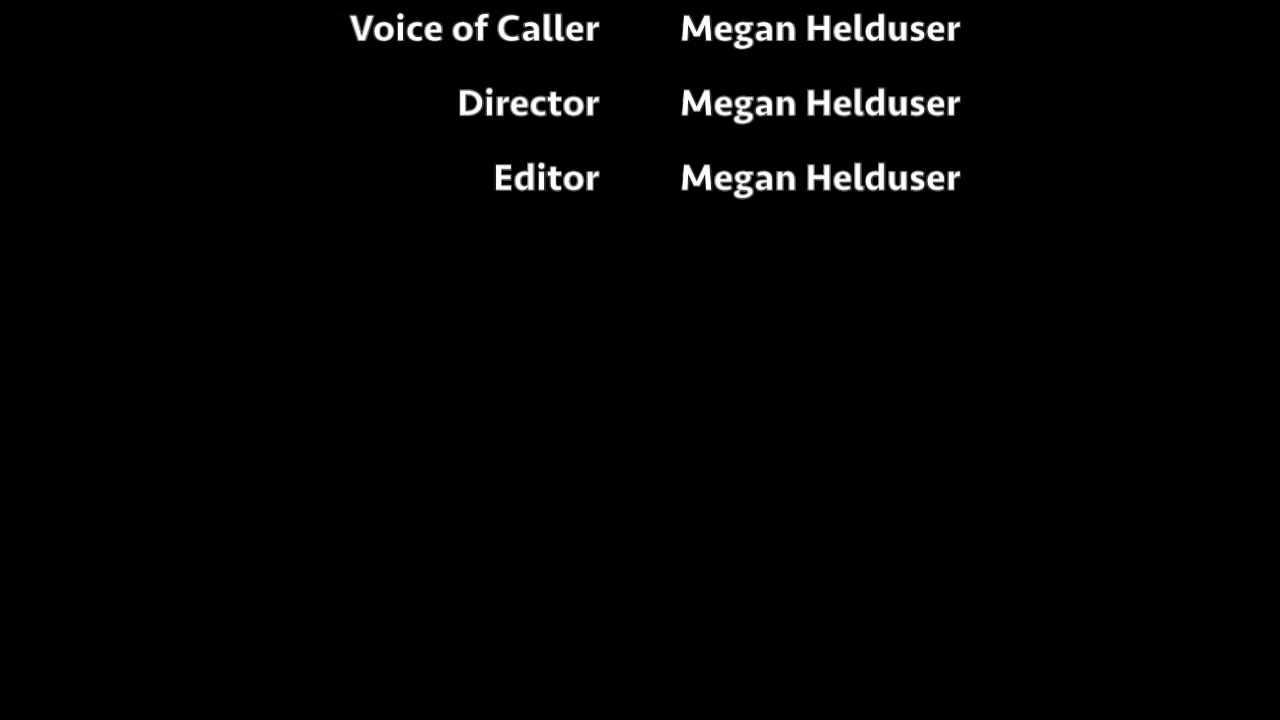 Voice of Caller Megan Helduser
Director Megan Helduser
Editor Megan Helduser